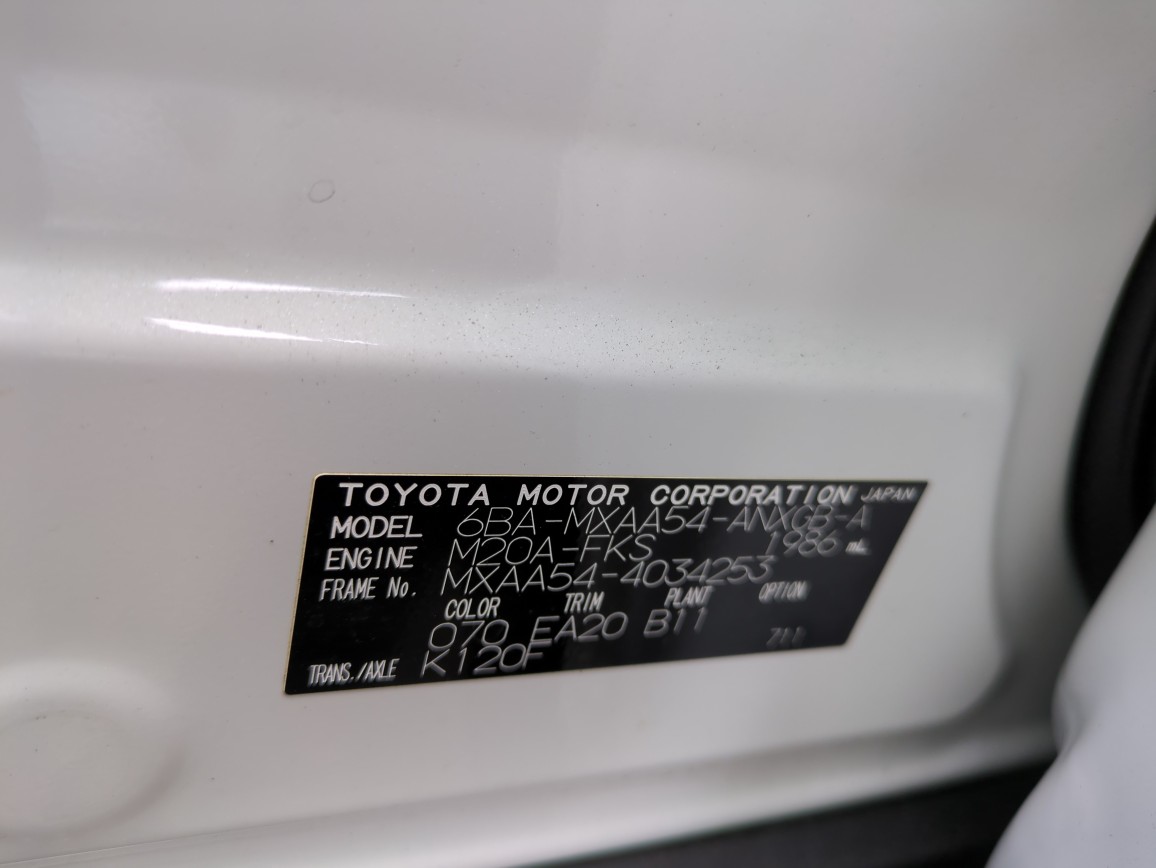 TOYOTA MOTOR CORPORATION JAPAN
MODEL 6BA-MXAA54-ANXGB-A
ENGINE M20A-FKS 1986 mL
FRAME No. MXAA54-4034253
COLOR TRIM PLANT OPTION
070 EA20 B11
TRANS./AXLE K120F